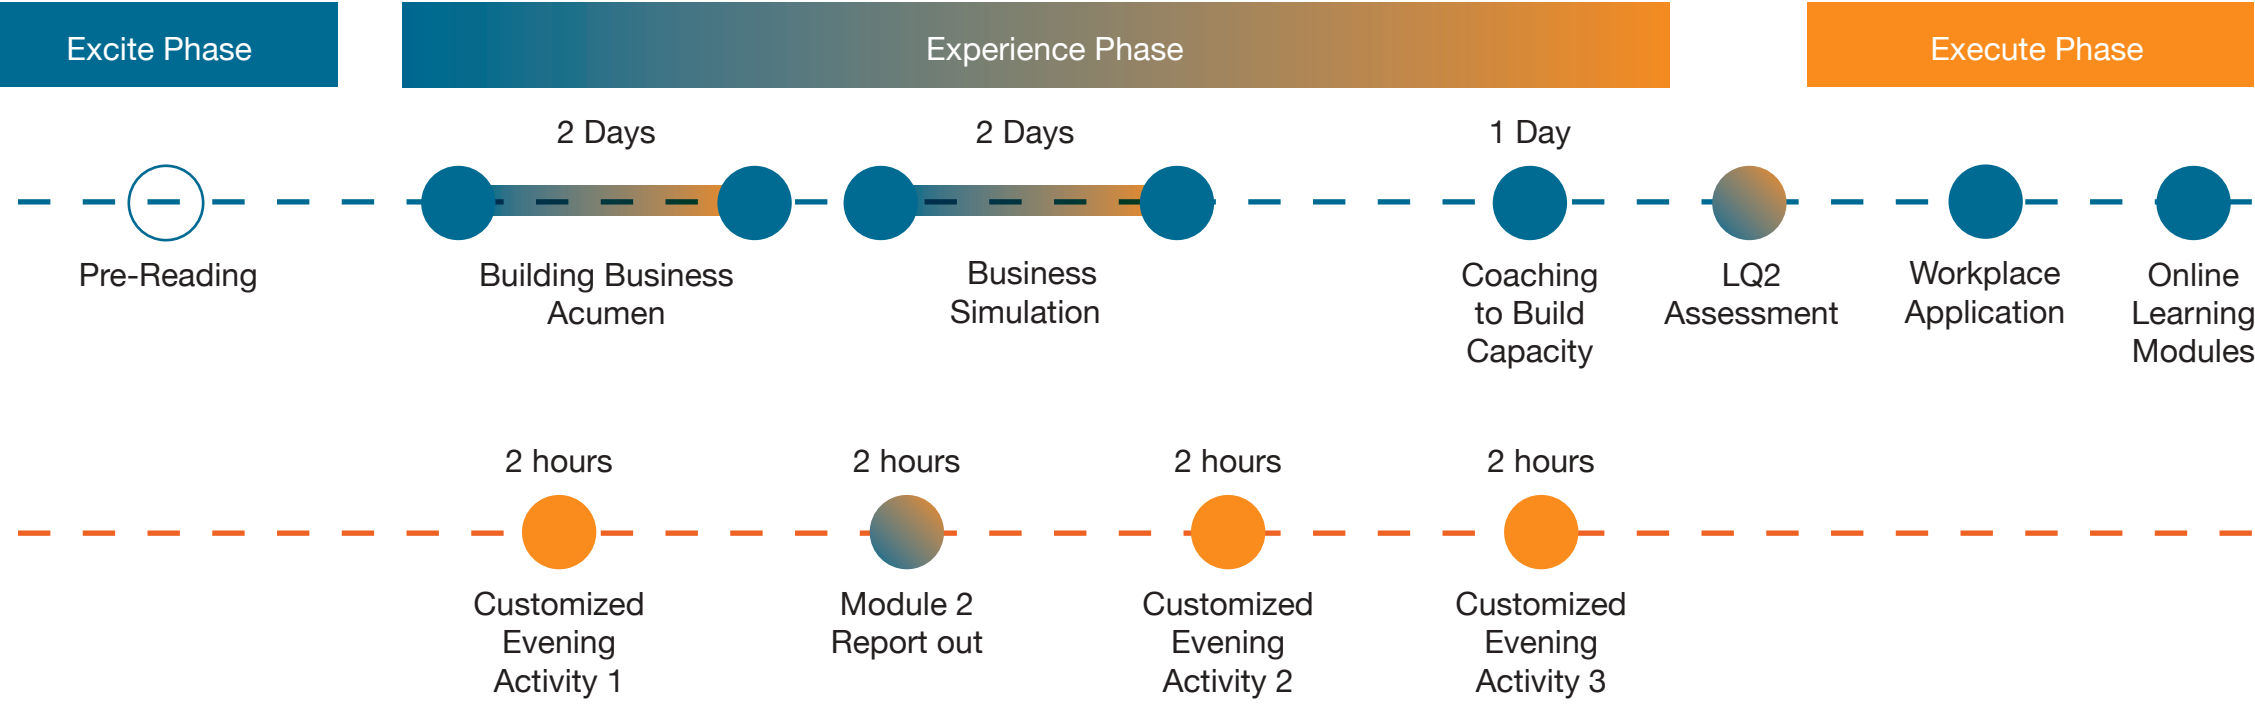 Excite Phase
Experience Phase
Execute Phase
2 Days
2 Days
1 Day
Pre-Reading
Building Business
Acumen
Business
Simulation
Coaching
to Build
Capacity
LQ2
Assessment
Workplace
Application
Online
Learning
Modules
2 hours
2 hours
2 hours
2 hours
Customized
Evening
Activity 1
Module 2
Report out
Customized
Evening
Activity 2
Customized
Evening
Activity 3